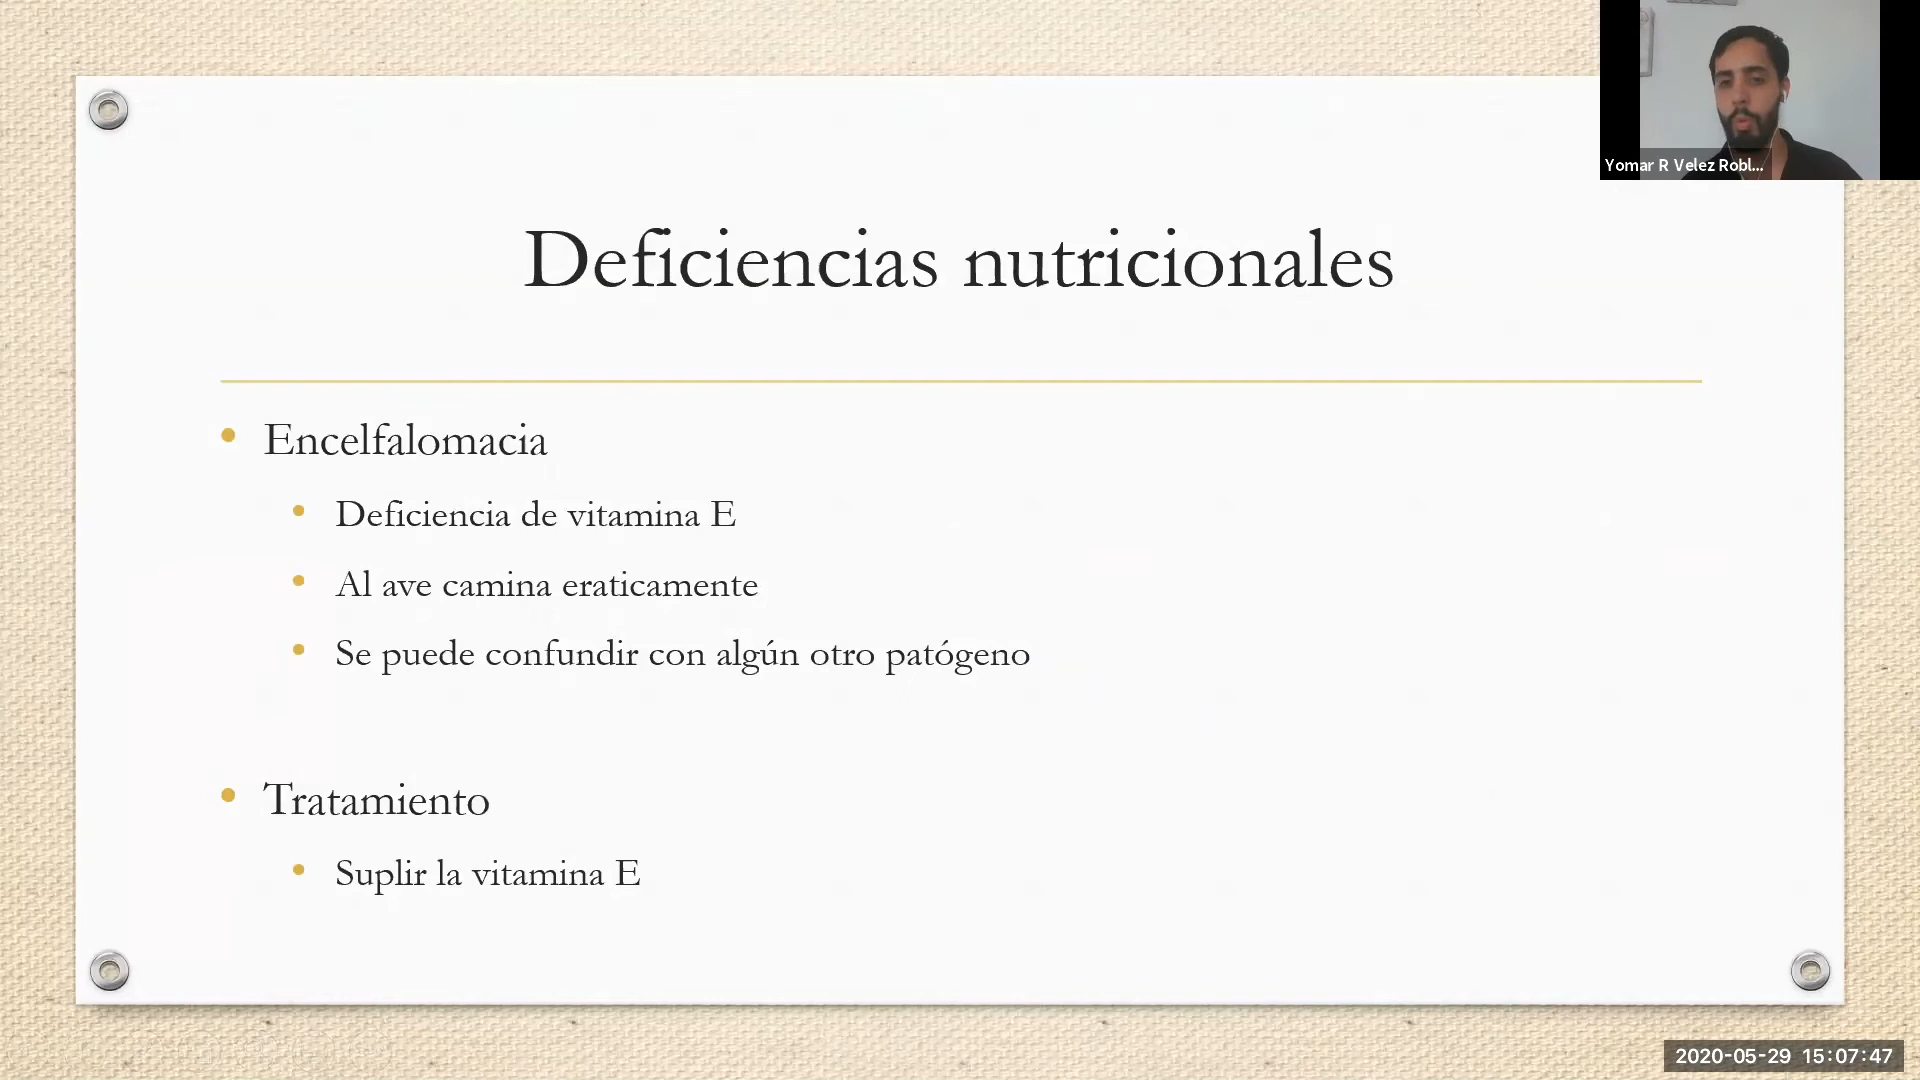 Yomar R Velez Robl...
Deficiencias nutricionales
Encelfalomacia
Deficiencia de vitamina E
Al ave camina eraticamente
Se puede confundir con algún otro patógeno
Tratamiento
Suplir la vitamina E
2020-05-29 15:07:47